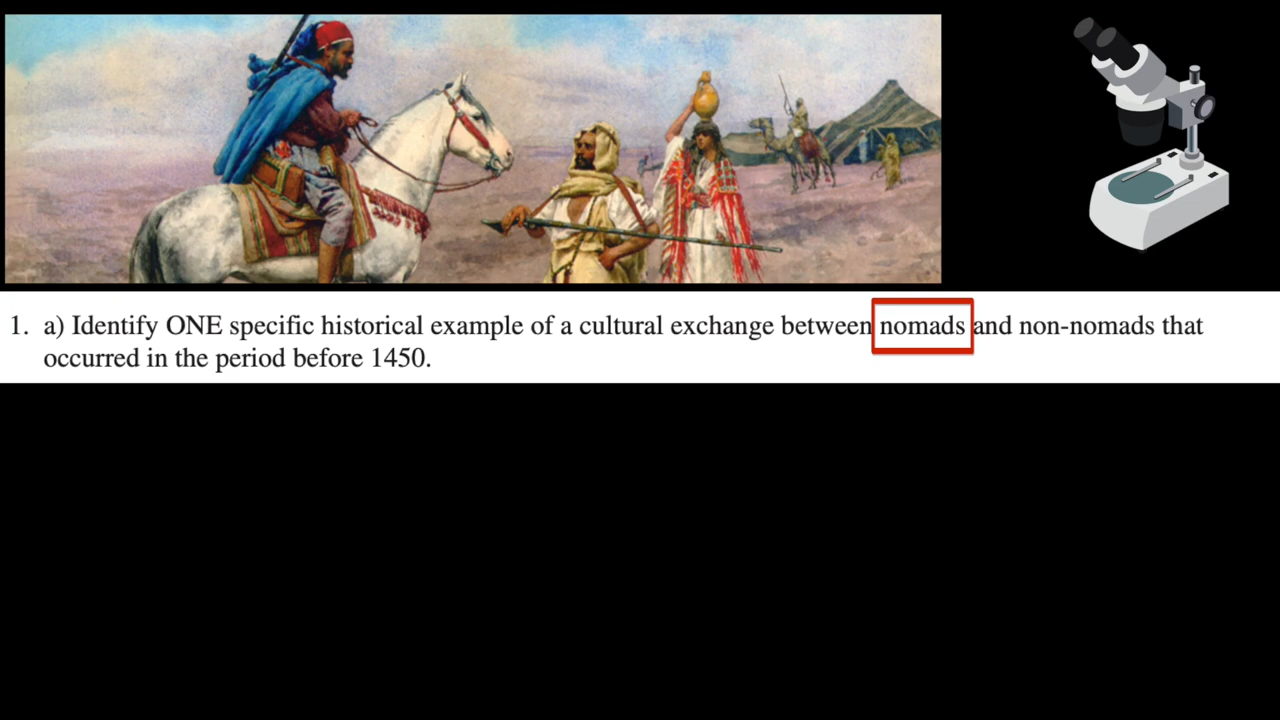 1. a) Identify ONE specific historical example of a cultural exchange between nomads and non-nomads that
occurred in the period before 1450.